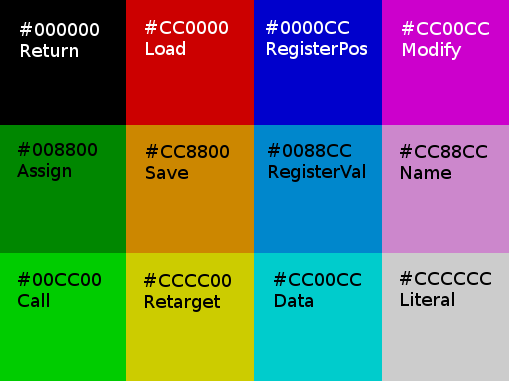 #000000
Return
#CC0000
Load
#0000CC
RegisterPos
#CC00CC
Modify
#008800
Assign
#CC8800
Save
#0088CC
RegisterVal
#CC88CC
Name
#00CC00
Call
#CCCC00
Retarget
#CC00CC
Data
#CCCCCC
Literal